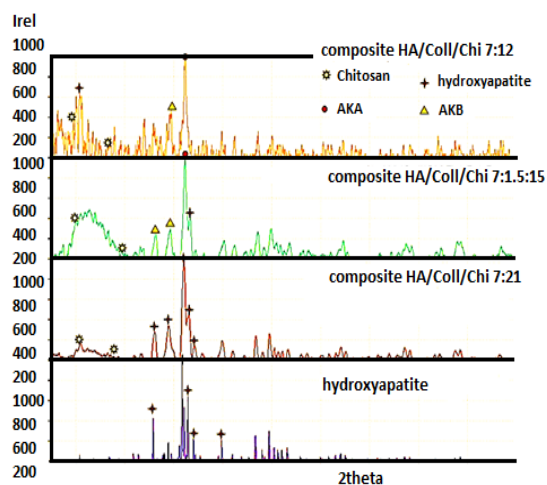 Irel
composite HA/Coll/Chi 7:12
Chitosan
hydroxyapatite
AKA
AKB
1000
800
600
400
200
composite HA/Coll/Chi 7:1.5:15
1000
800
600
400
200
composite HA/Coll/Chi 7:21
1000
800
600
400
hydroxyapatite
200
1000
800
600
200
2theta